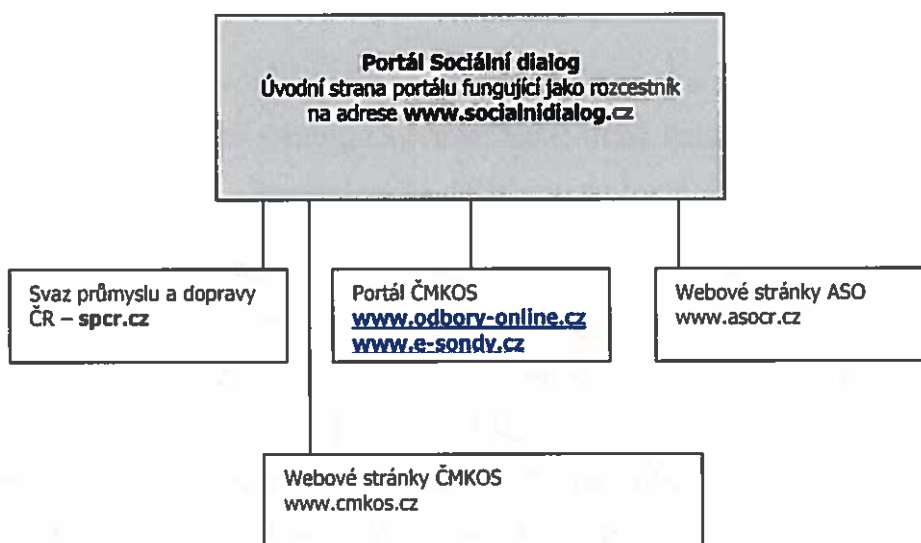 Portál Sociální dialog
Úvodní strana portálu fungující jako rozcestník
na adrese www.socialnidialog.cz
Svaz průmyslu a dopravy
ČR – spcr.cz
Portál ČMKOS
www.odbory-online.cz
www.e-sondy.cz
Webové stránky ASO
www.asocr.cz
Webové stránky ČMKOS
www.cmkos.cz